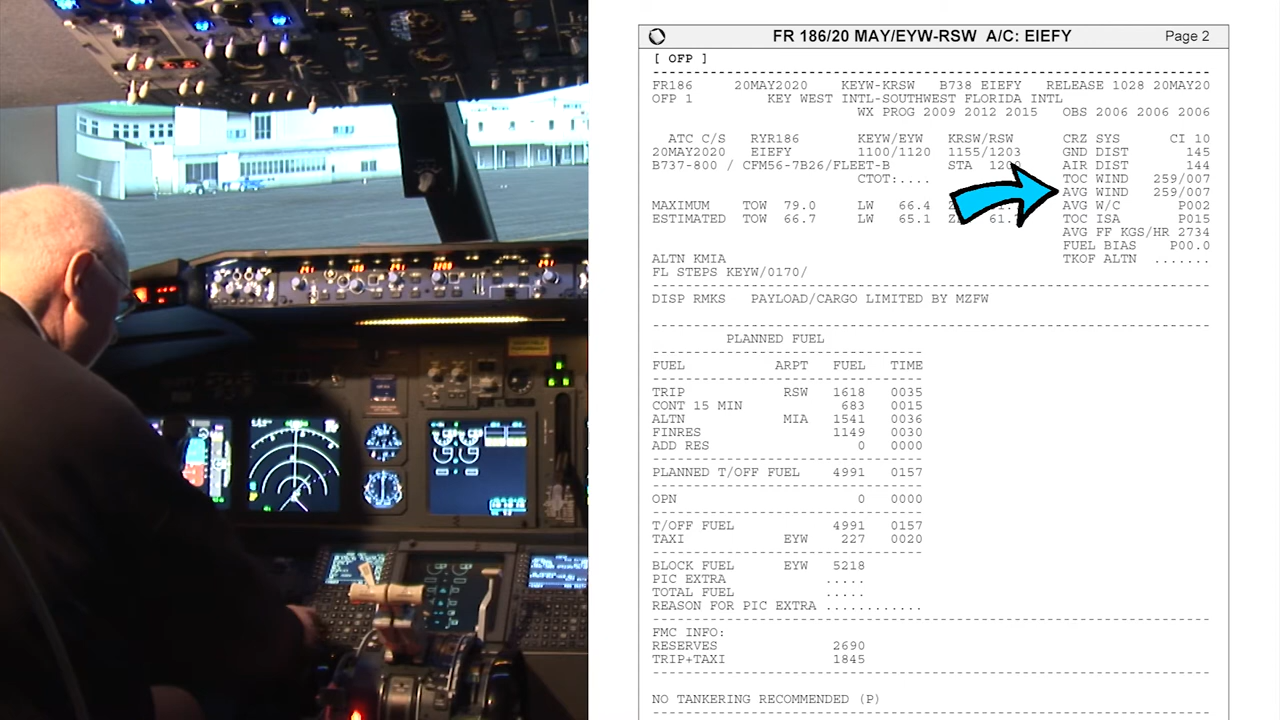 FR 186/20 MAY/EYW-RSW A/C: EIEFY Page 2
[ OFP ]
FR186 20MAY2020 KEYW-KRSW B738 EIEFY RELEASE 1028 20MAY20
OFP 1 KEY WEST INTL-SOUTHWEST FLORIDA INTL
WX PROG 2009 2012 2015 OBS 2006 2006 2006
ATC C/S RYR186 KEYW/EYW KRSW/RSW CRZ SYS CI 10
20MAY2020 EIEFY 1100/1120 1155/1203 GND DIST 145
B737-800 / CFM56-7B26/FLEET-B STA AIR DIST 144
CTOT:.... TOC WIND 259/007
AVG WIND 259/007
MAXIMUM TOW 79.0 LW 66.4 AVG W/C P002
ESTIMATED TOW 66.7 LW 65.1 TOC ISA P015
AVG FF KGS/HR 2734
FUEL BIAS P00.0
ALTN KMIA TKOF ALTN .......
FL STEPS KEYW/0170/
DISP RMKS PAYLOAD/CARGO LIMITED BY MZFW
PLANNED FUEL
FUEL ARPT FUEL TIME
TRIP RSW 1618 0035
CONT 15 MIN 683 0015
ALTN MIA 1541 0036
FINRES 1149 0030
ADD RES 0 0000
PLANNED T/OFF FUEL 4991 0157
OPN 0 0000
T/OFF FUEL 4991 0157
TAXI EYW 227 0020
BLOCK FUEL EYW 5218
PIC EXTRA .....
TOTAL FUEL .....
REASON FOR PIC EXTRA ............
FMC INFO:
RESERVES 2690
TRIP+TAXI 1845
NO TANKERING RECOMMENDED (P)